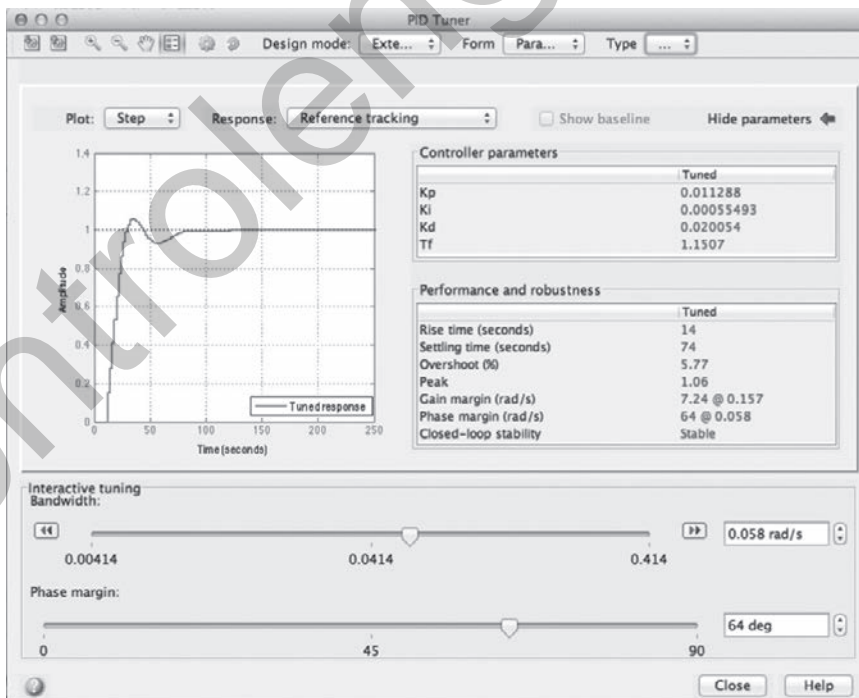 PID Tuner
Design mode: Exte... Form Para... Type ...
Plot: Step Response: Reference tracking Show baseline Hide parameters
1.4
1.2
1
0.8
0.6
0.4
0.2
0
Amplitude
0 50 100 150 200 250
Time (seconds)
Tuned response
Controller parameters
Tuned
Kp 0.011288
Ki 0.00055493
Kd 0.020054
Tf 1.1507
Performance and robustness
Tuned
Rise time (seconds) 14
Settling time (seconds) 74
Overshoot (%) 5.77
Peak 1.06
Gain margin (rad/s) 7.24 @ 0.157
Phase margin (rad/s) 64 @ 0.058
Closed-loop stability Stable
Interactive tuning
Bandwidth:
0.058 rad/s
0.00414 0.0414 0.414
Phase margin:
64 deg
0 45 90
Close Help
ntroleng